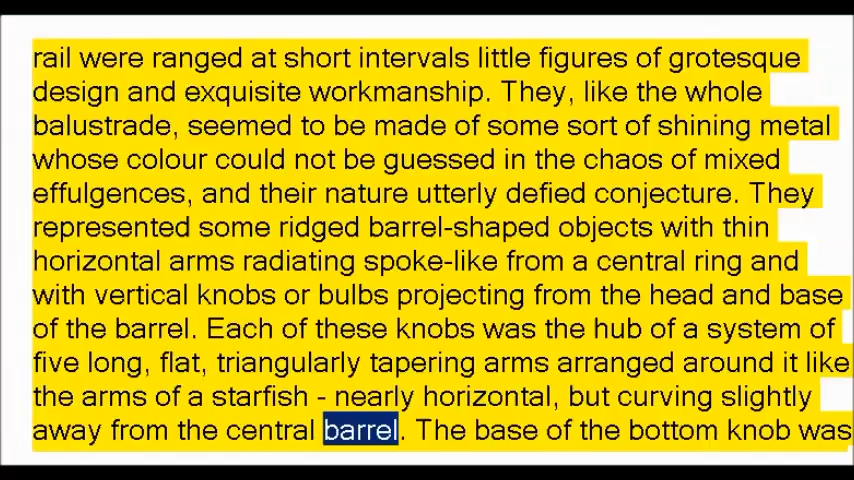 rail were ranged at short intervals little figures of grotesque
design and exquisite workmanship. They, like the whole
balustrade, seemed to be made of some sort of shining metal
whose colour could not be guessed in the chaos of mixed
effulgences, and their nature utterly defied conjecture. They
represented some ridged barrel-shaped objects with thin
horizontal arms radiating spoke-like from a central ring and
with vertical knobs or bulbs projecting from the head and base
of the barrel. Each of these knobs was the hub of a system of
five long, flat, triangularly tapering arms arranged around it like
the arms of a starfish - nearly horizontal, but curving slightly
away from the central barrel. The base of the bottom knob was